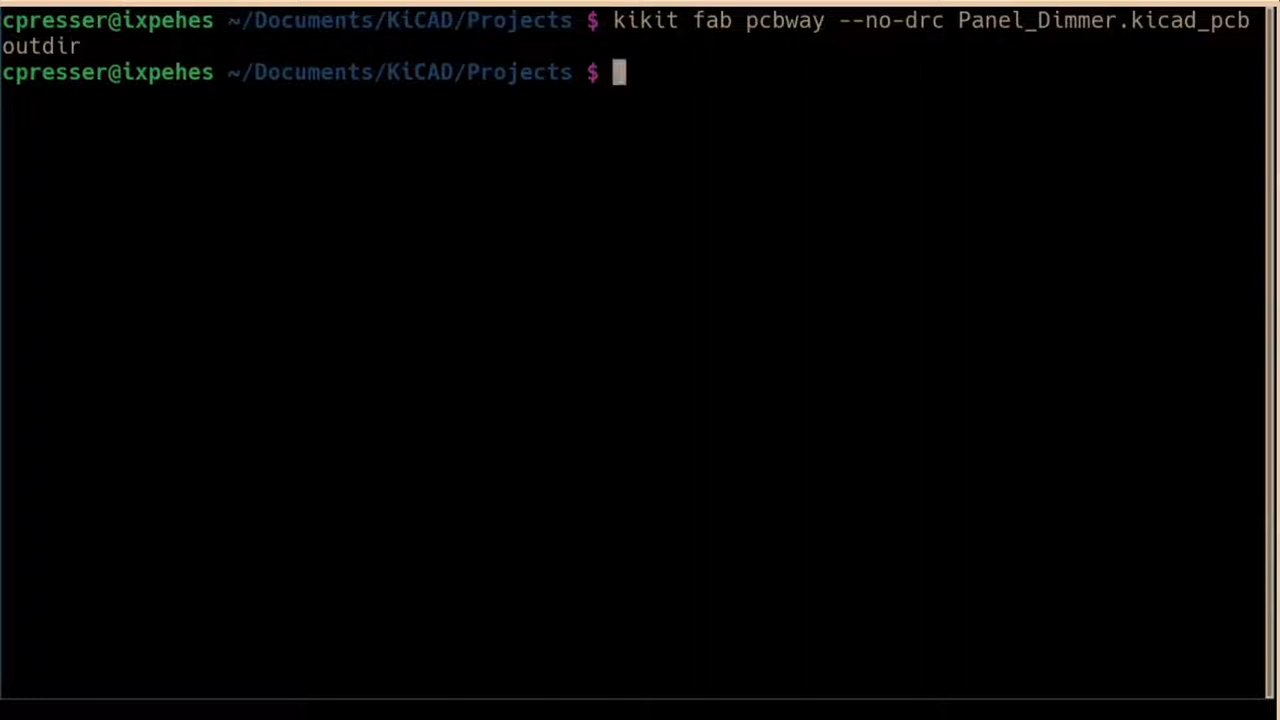 cpresser@ixpehes ~/Documents/KiCAD/Projects $ kikit fab pcbway --no-drc Panel_Dimmer.kicad_pcb
outdir
cpresser@ixpehes ~/Documents/KiCAD/Projects $